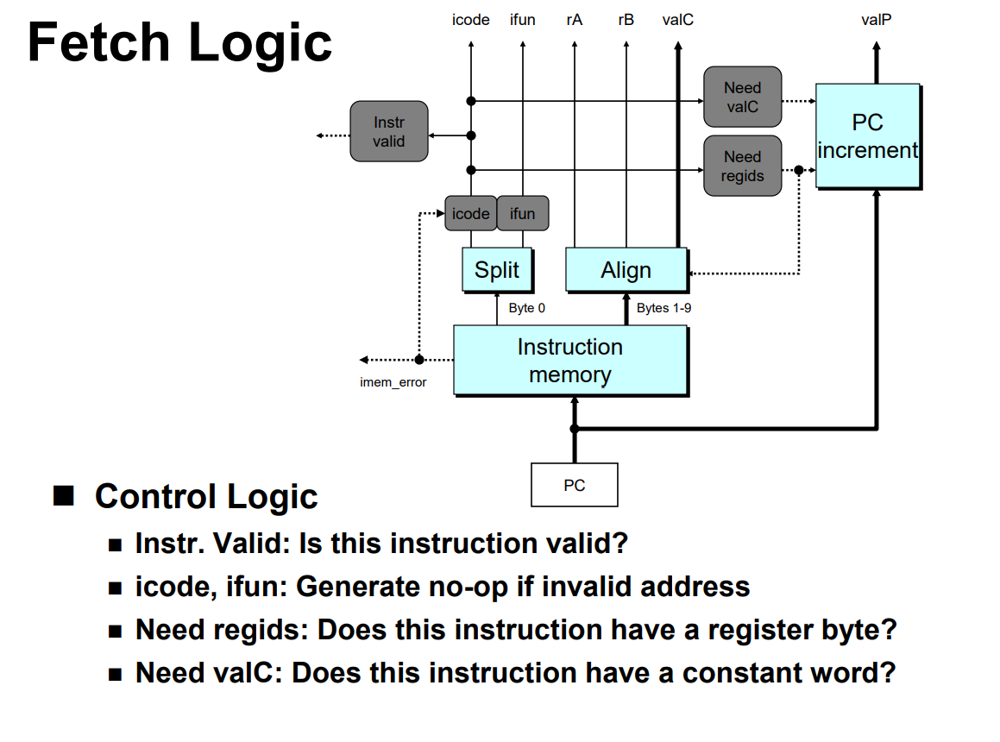 Fetch Logic
icode ifun rA rB valC valP
Need
valC
Instr
valid
PC
increment
Need
regids
icode ifun
Split
Align
Byte 0
Bytes 1-9
Instruction
memory
imem_error
PC
■ Control Logic
■ Instr. Valid: Is this instruction valid?
■ icode, ifun: Generate no-op if invalid address
■ Need regids: Does this instruction have a register byte?
■ Need valC: Does this instruction have a constant word?